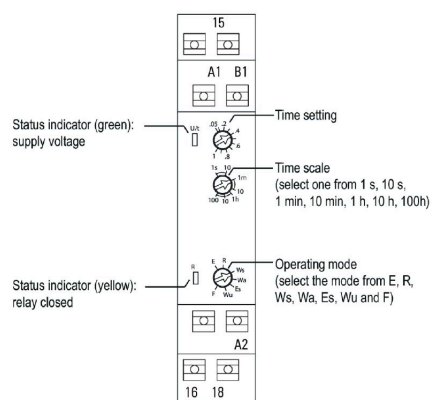 15
A1 B1
Status indicator (green):
supply voltage
U/t
.05 .2 .4 .6 .8 1
Time setting
1s 10 1m 10 1h 10 100
Time scale
(select one from 1 s, 10 s,
1 min, 10 min, 1 h, 10 h, 100h)
Status indicator (yellow):
relay closed
R
E R Ws Wa Es Wu F
Operating mode
(select the mode from E, R,
Ws, Wa, Es, Wu and F)
A2
16 18